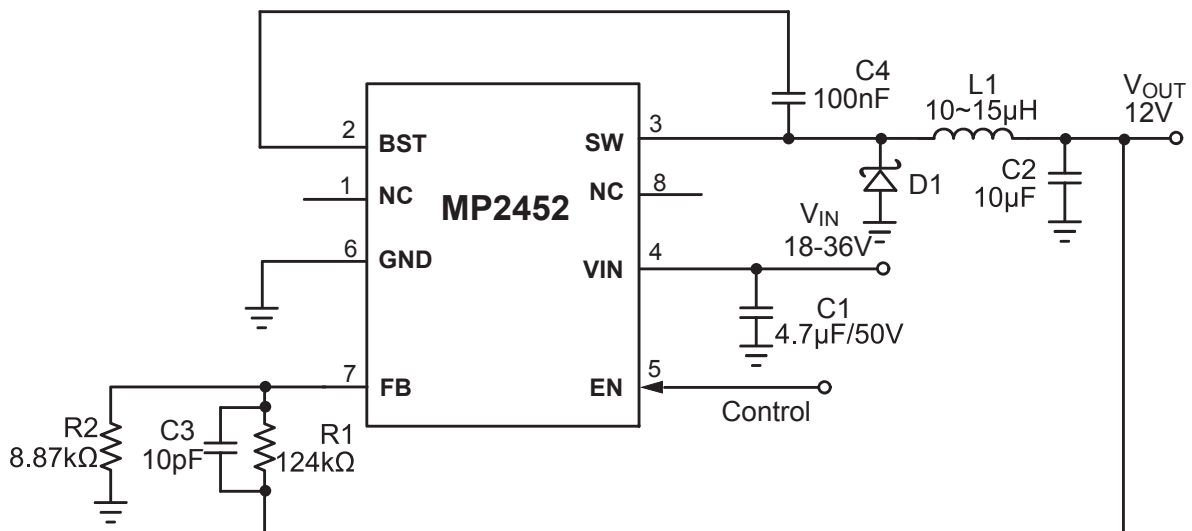 C4
100nF
L1
10~15µH
VOUT
12V
2
BST
SW
3
1
NC
MP2452
NC
8
D1
C2
10µF
VIN
18-36V
6
GND
VIN
4
C1
4.7µF/50V
7
FB
EN
5
Control
R2
8.87kΩ
C3
10pF
R1
124kΩ